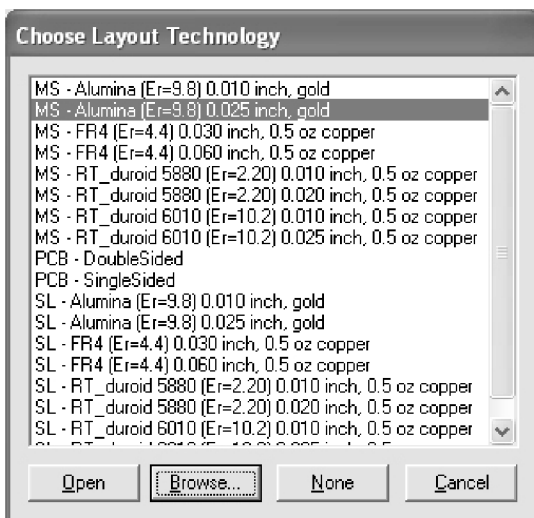 Choose Layout Technology
MS - Alumina (Er=9.8) 0.010 inch, gold
MS - Alumina (Er=9.8) 0.025 inch, gold
MS - FR4 (Er=4.4) 0.030 inch, 0.5 oz copper
MS - FR4 (Er=4.4) 0.060 inch, 0.5 oz copper
MS - RT_duroid 5880 (Er=2.20) 0.010 inch, 0.5 oz copper
MS - RT_duroid 5880 (Er=2.20) 0.020 inch, 0.5 oz copper
MS - RT_duroid 6010 (Er=10.2) 0.010 inch, 0.5 oz copper
MS - RT_duroid 6010 (Er=10.2) 0.025 inch, 0.5 oz copper
PCB - DoubleSided
PCB - SingleSided
SL - Alumina (Er=9.8) 0.010 inch, gold
SL - Alumina (Er=9.8) 0.025 inch, gold
SL - FR4 (Er=4.4) 0.030 inch, 0.5 oz copper
SL - FR4 (Er=4.4) 0.060 inch, 0.5 oz copper
SL - RT_duroid 5880 (Er=2.20) 0.010 inch, 0.5 oz copper
SL - RT_duroid 5880 (Er=2.20) 0.020 inch, 0.5 oz copper
SL - RT_duroid 6010 (Er=10.2) 0.010 inch, 0.5 oz copper
Open Browse... None Cancel